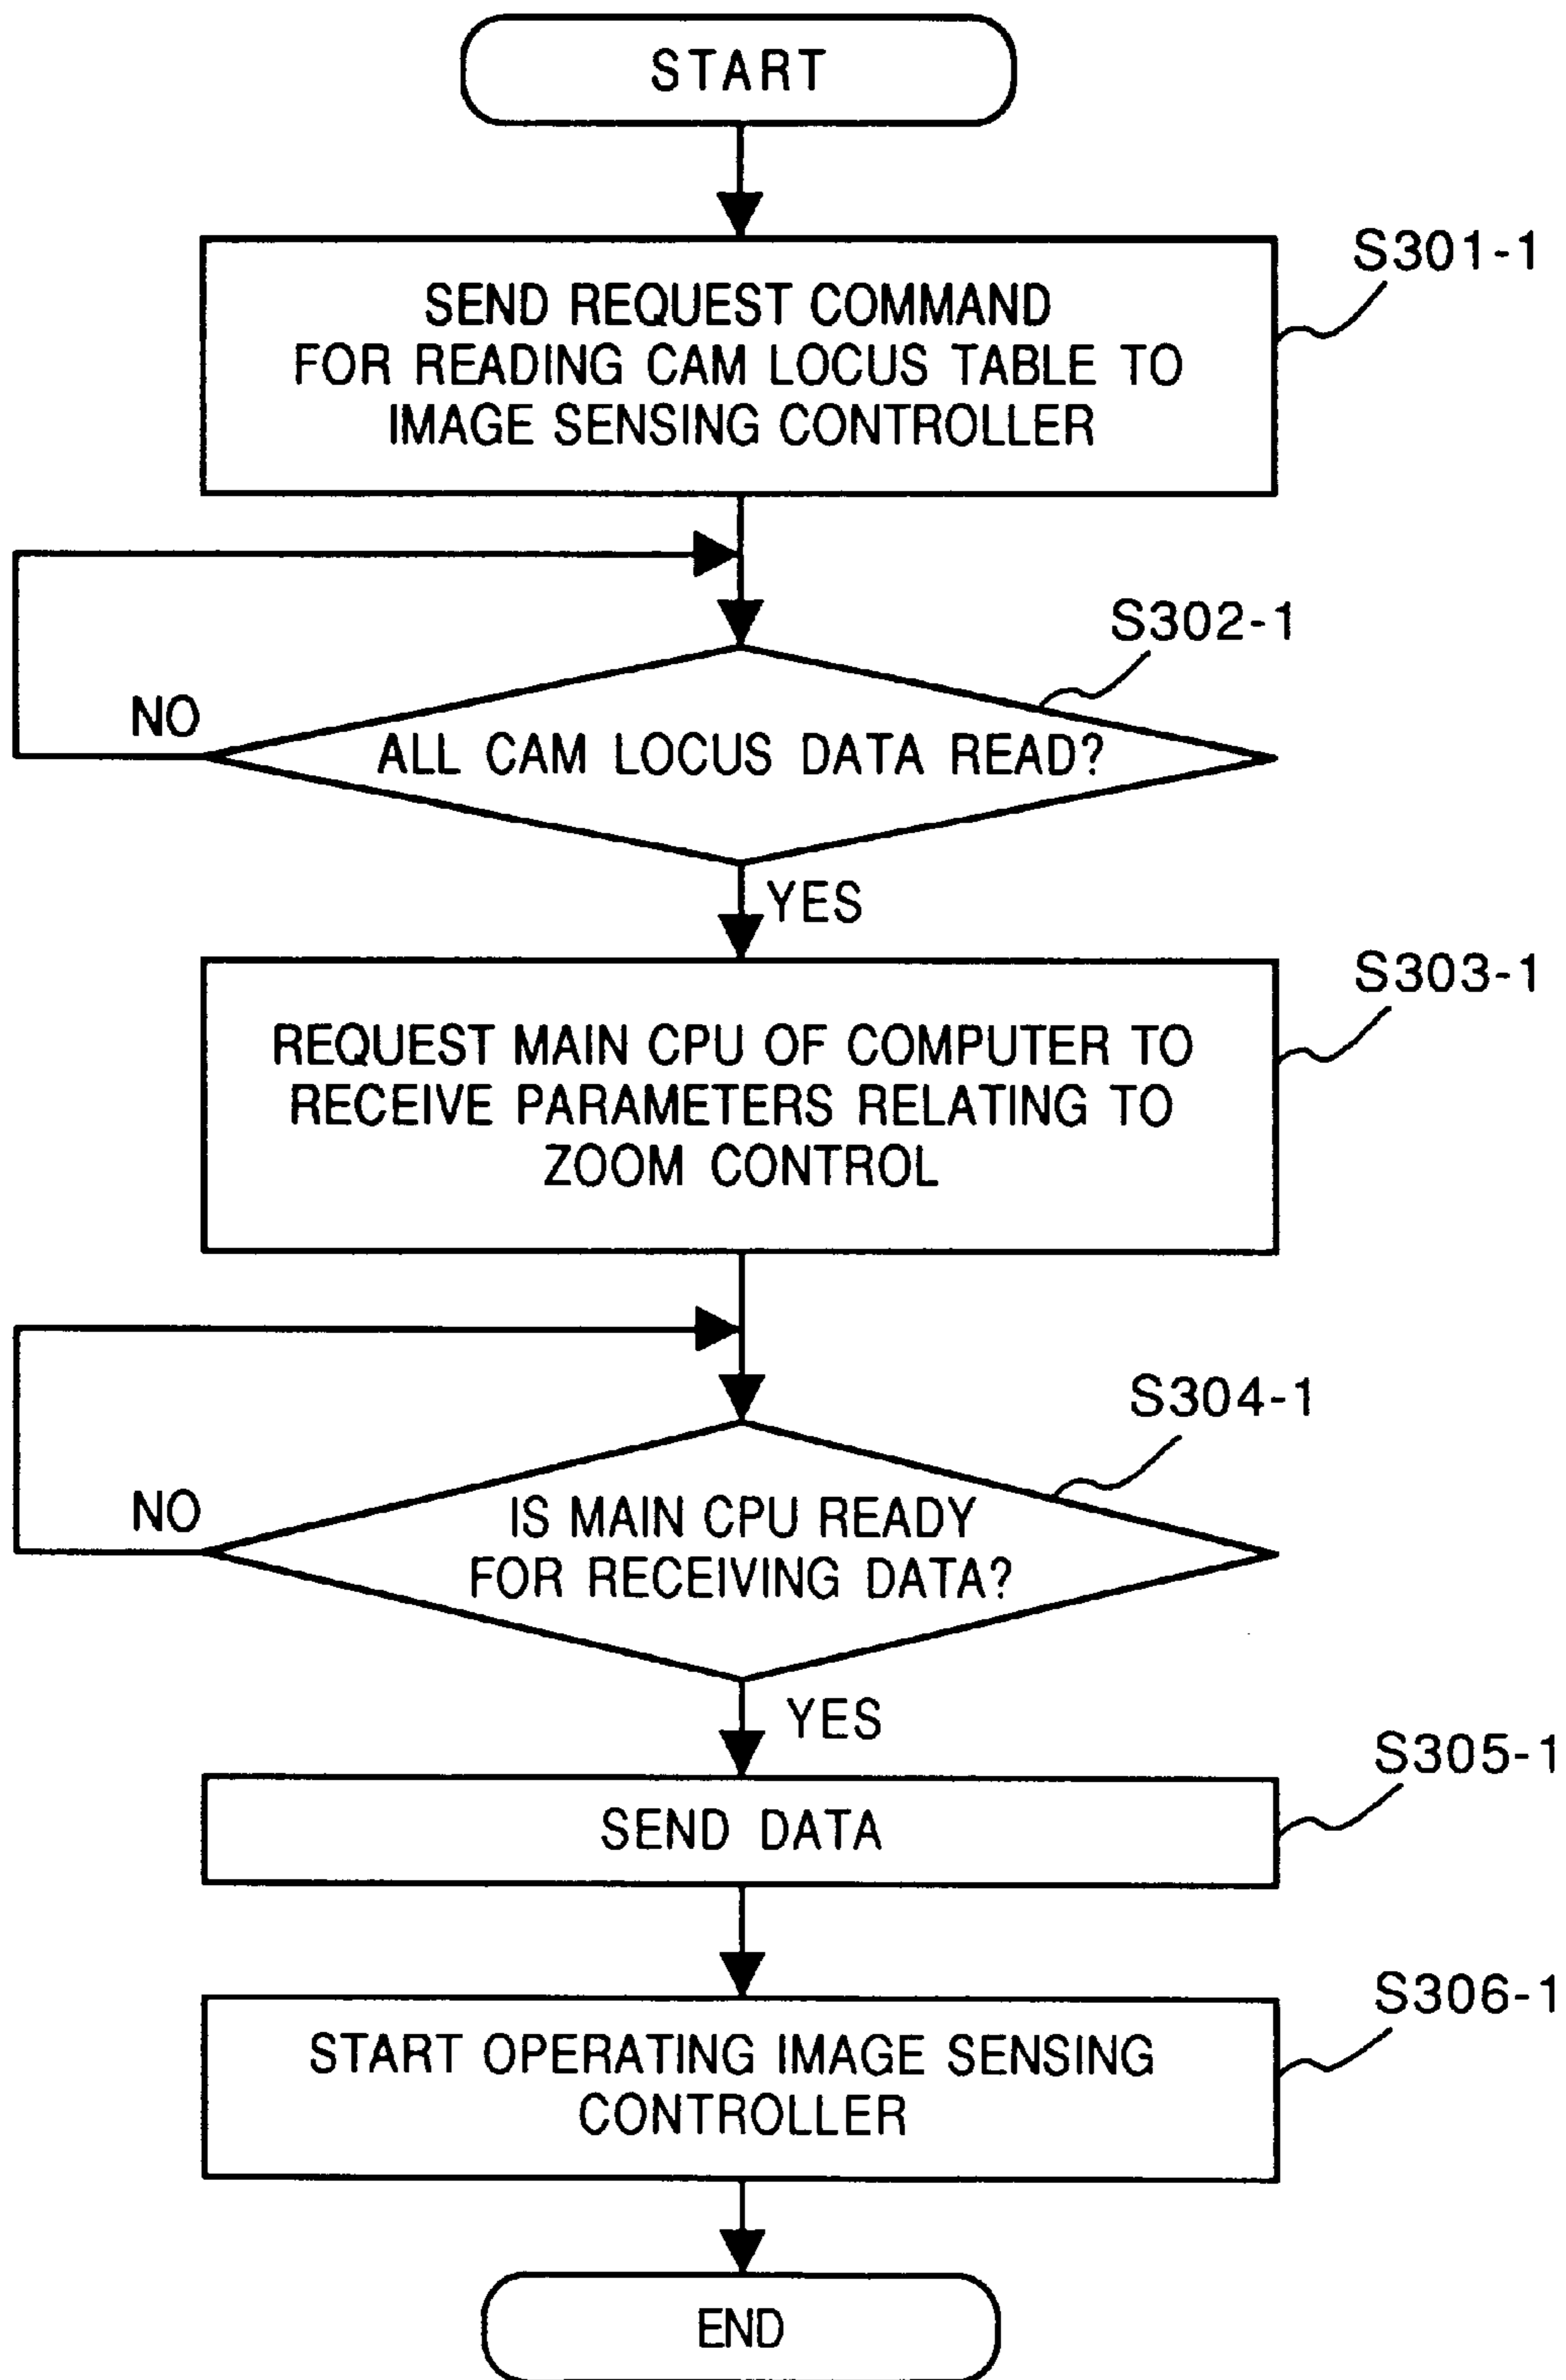 START
S301-1
SEND REQUEST COMMAND
FOR READING CAM LOCUS TABLE TO
IMAGE SENSING CONTROLLER
S302-1
NO
ALL CAM LOCUS DATA READ?
YES
S303-1
REQUEST MAIN CPU OF COMPUTER TO
RECEIVE PARAMETERS RELATING TO
ZOOM CONTROL
S304-1
NO
IS MAIN CPU READY
FOR RECEIVING DATA?
YES
S305-1
SEND DATA
S306-1
START OPERATING IMAGE SENSING
CONTROLLER
END